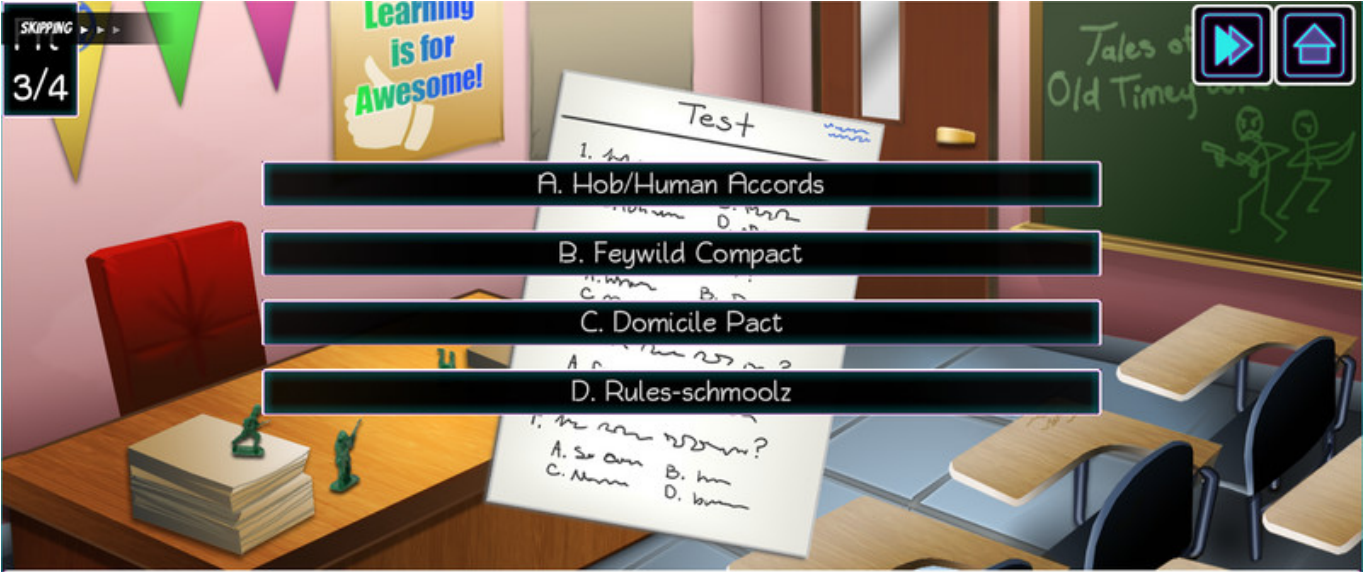 SKIPPING
3/4
Learning
is for
Awesome!
Tales of
Old Timey
Test
1.
A. Hob/Human Accords
D.
B. Feywild Compact
C.
B.
C. Domicile Pact
A.
D. Rules-schmoolz
A. B.
C. D.